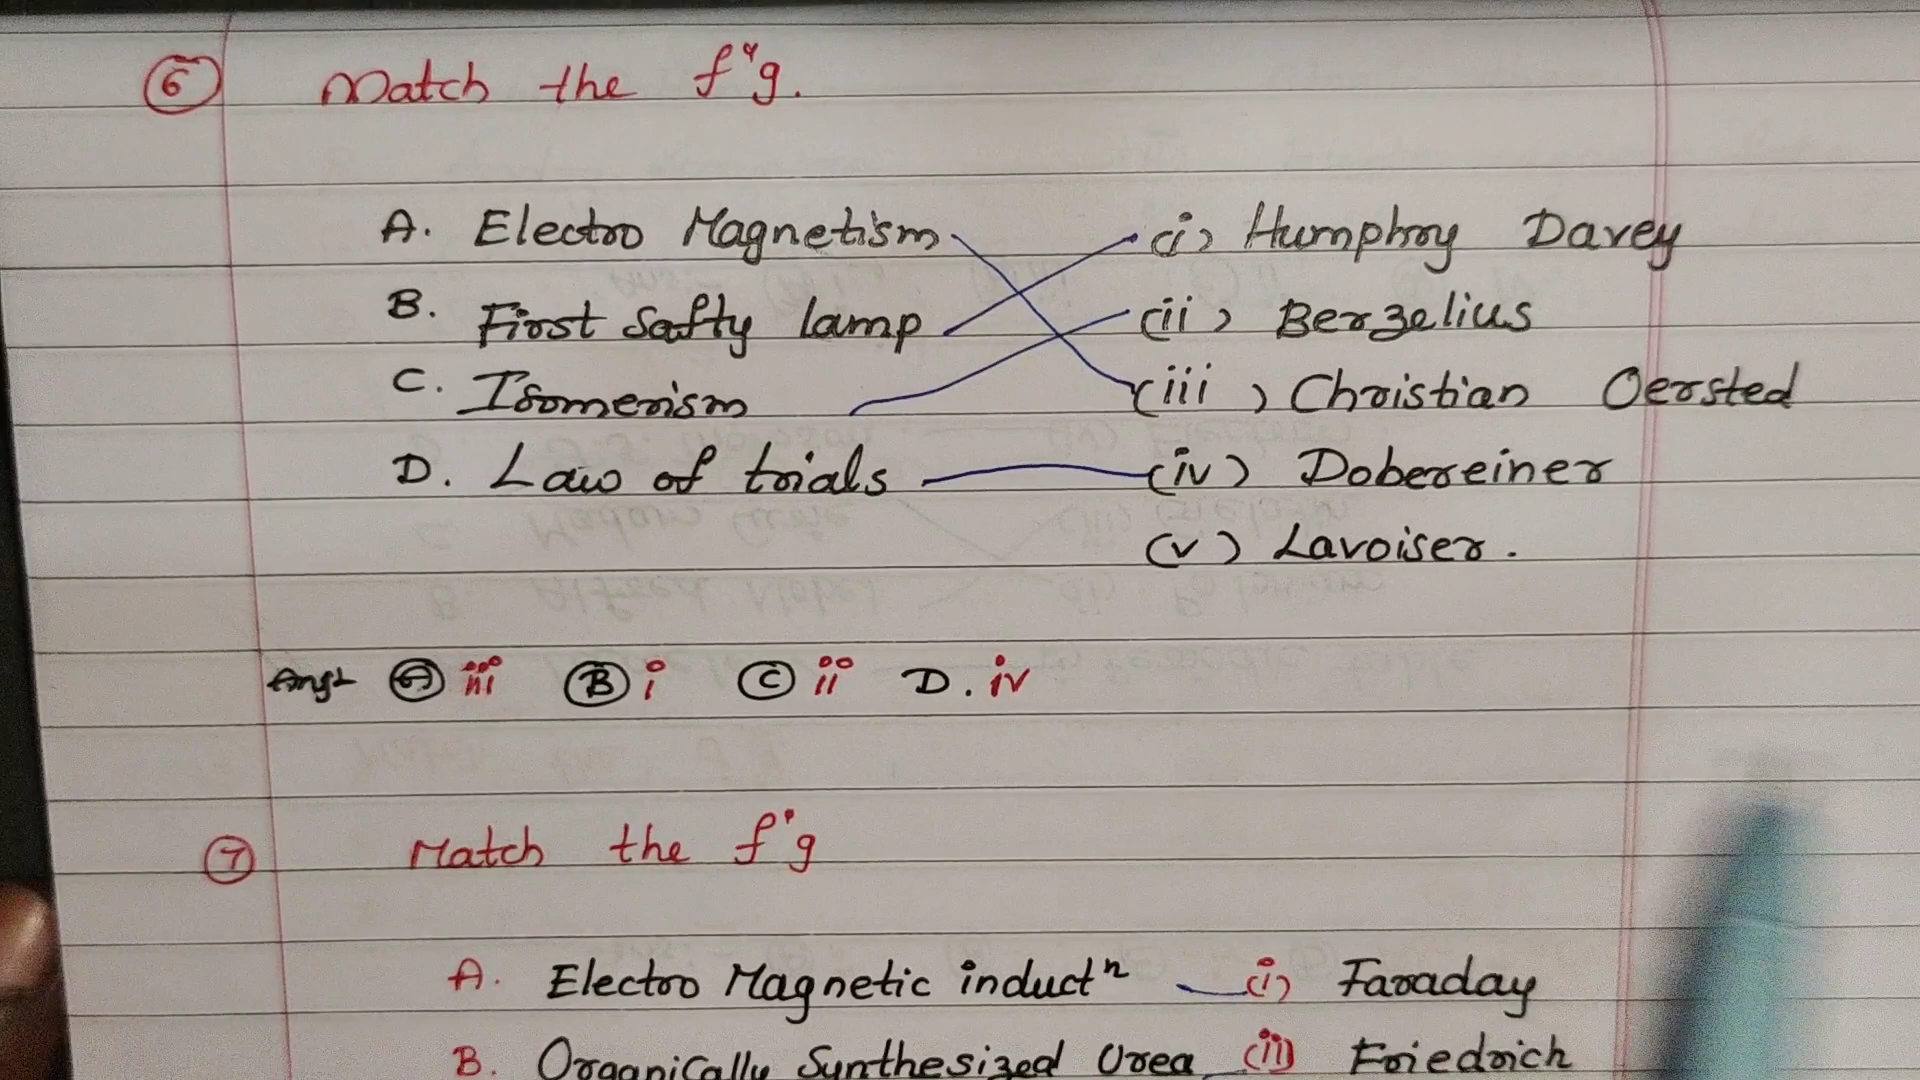 6 Match the f"g.
A. Electro Magnetism (i) Humphry Davey
B. First Safty lamp (ii) Berzelius
C. Isomerism (iii) Christian Oersted
D. Law of trials (iv) Dobereiner
(v) Lavoiser.
Ans: A iii B i C ii D. iv
7 Match the f'g
A. Electro Magnetic inductⁿ (i) Faraday
B. Organically Synthesized Urea (ii) Friedrich